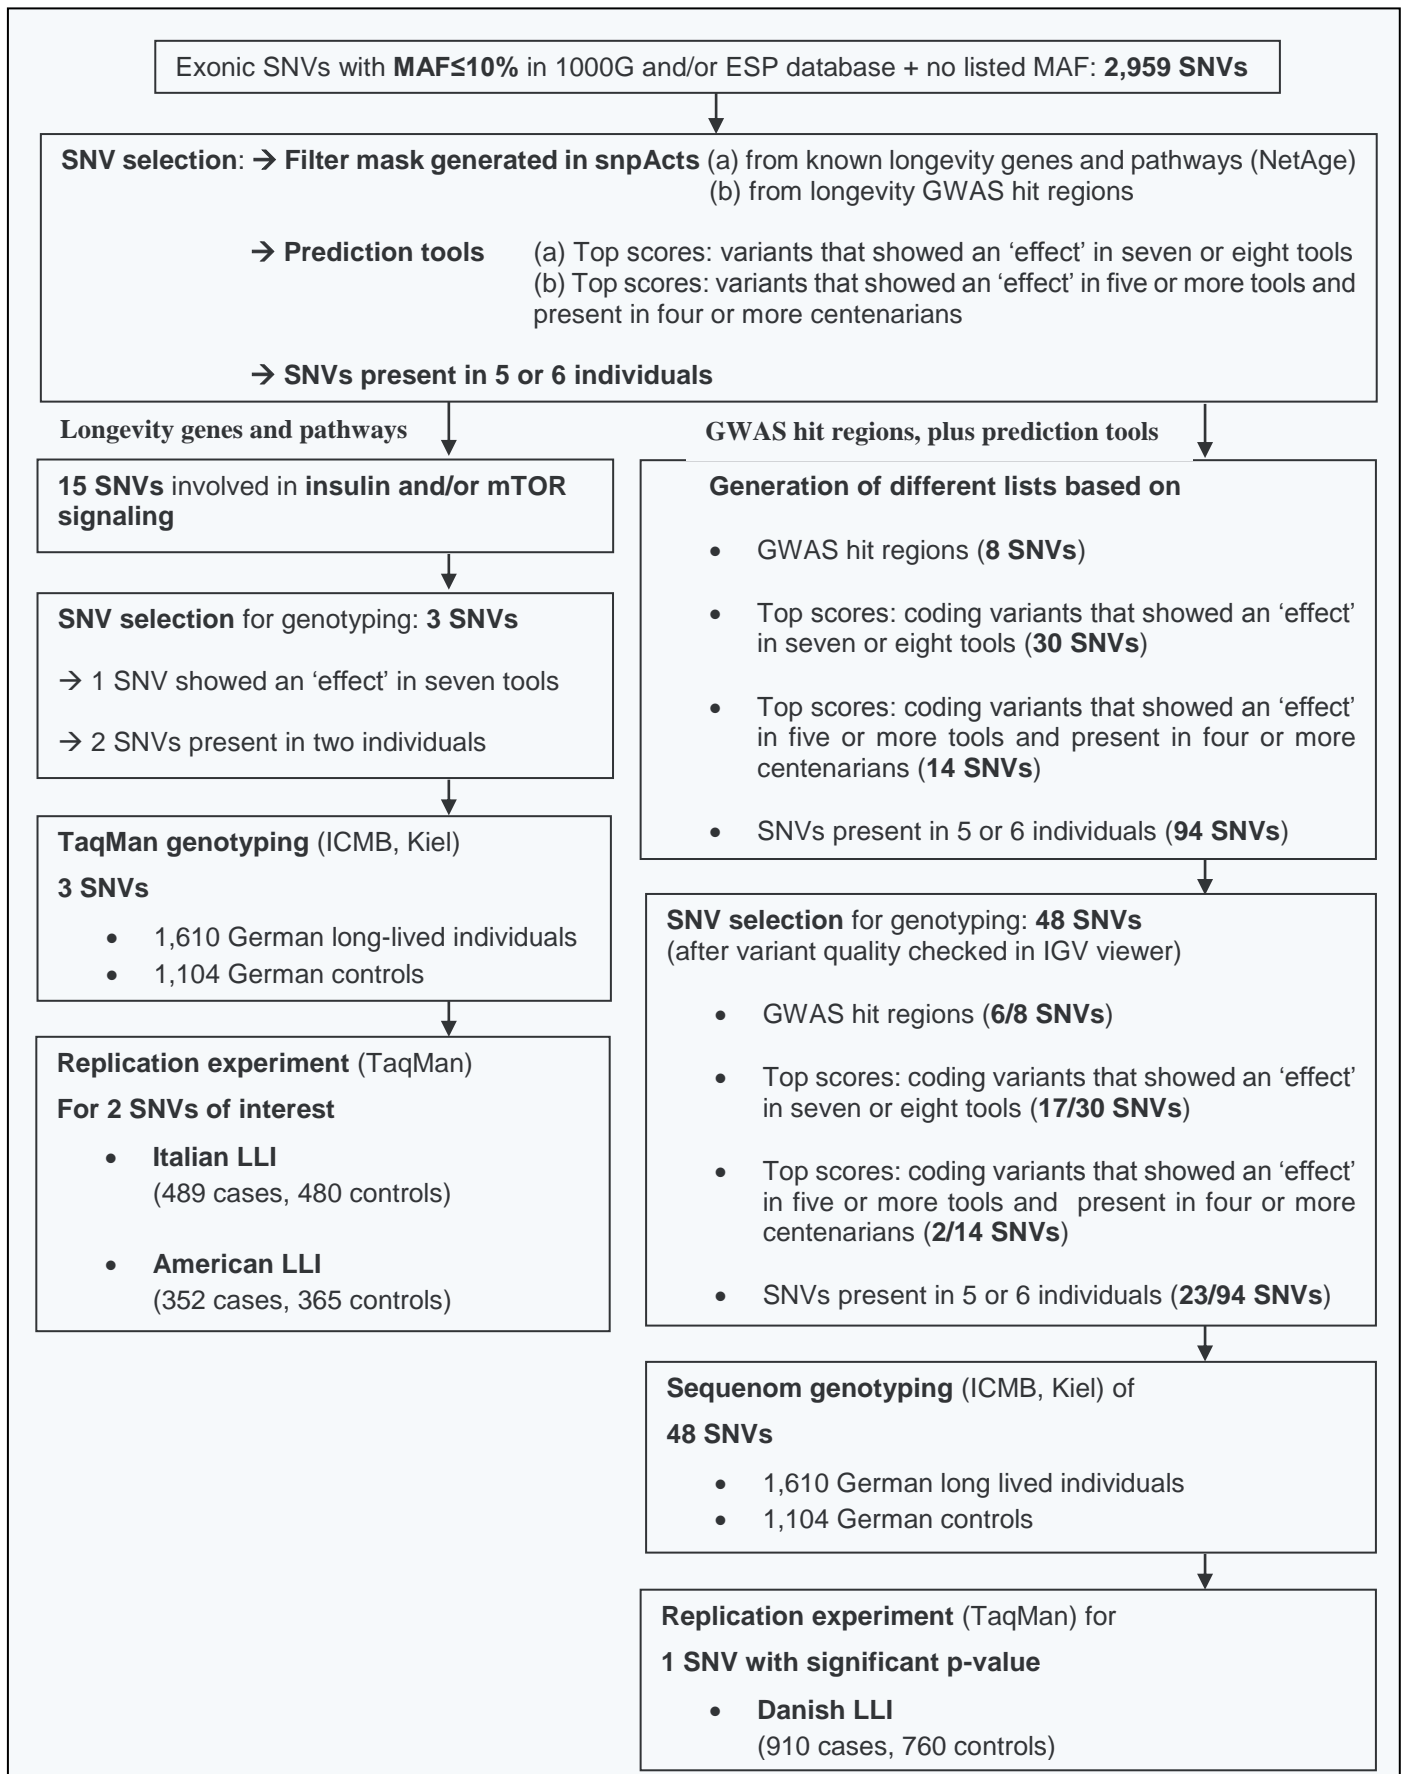 Exonic SNVs with MAF≤10% in 1000G and/or ESP database + no listed MAF: 2,959 SNVs
SNV selection: → Filter mask generated in snpActs (a) from known longevity genes and pathways (NetAge)
(b) from longevity GWAS hit regions
→ Prediction tools (a) Top scores: variants that showed an ‘effect’ in seven or eight tools
(b) Top scores: variants that showed an ‘effect’ in five or more tools and
present in four or more centenarians
→ SNVs present in 5 or 6 individuals
Longevity genes and pathways
15 SNVs involved in insulin and/or mTOR
signaling
SNV selection for genotyping: 3 SNVs
→ 1 SNV showed an ‘effect’ in seven tools
→ 2 SNVs present in two individuals
TaqMan genotyping (ICMB, Kiel)
3 SNVs
• 1,610 German long-lived individuals
• 1,104 German controls
Replication experiment (TaqMan)
For 2 SNVs of interest
• Italian LLI
(489 cases, 480 controls)
• American LLI
(352 cases, 365 controls)
GWAS hit regions, plus prediction tools
Generation of different lists based on
• GWAS hit regions (8 SNVs)
• Top scores: coding variants that showed an ‘effect’
in seven or eight tools (30 SNVs)
• Top scores: coding variants that showed an ‘effect’
in five or more tools and present in four or more
centenarians (14 SNVs)
• SNVs present in 5 or 6 individuals (94 SNVs)
SNV selection for genotyping: 48 SNVs
(after variant quality checked in IGV viewer)
• GWAS hit regions (6/8 SNVs)
• Top scores: coding variants that showed an ‘effect’
in seven or eight tools (17/30 SNVs)
• Top scores: coding variants that showed an ‘effect’
in five or more tools and present in four or more
centenarians (2/14 SNVs)
• SNVs present in 5 or 6 individuals (23/94 SNVs)
Sequenom genotyping (ICMB, Kiel) of
48 SNVs
• 1,610 German long lived individuals
• 1,104 German controls
Replication experiment (TaqMan) for
1 SNV with significant p-value
• Danish LLI
(910 cases, 760 controls)